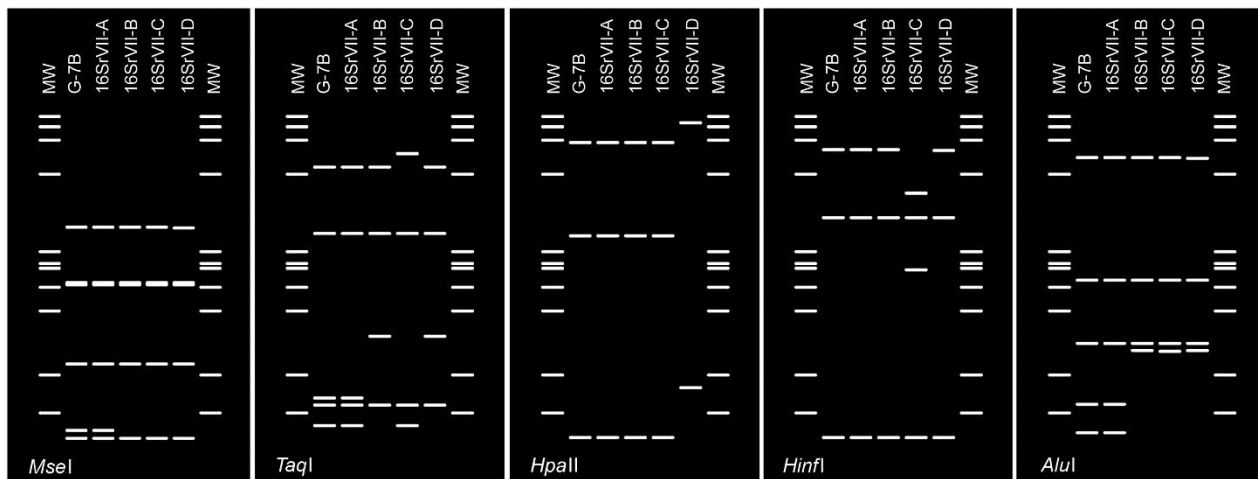 MW
G-7B
16SrVII-A
16SrVII-B
16SrVII-C
16SrVII-D
MW
MseI
MW
G-7B
16SrVII-A
16SrVII-B
16SrVII-C
16SrVII-D
MW
TaqI
MW
G-7B
16SrVII-A
16SrVII-B
16SrVII-C
16SrVII-D
MW
HpaII
MW
G-7B
16SrVII-A
16SrVII-B
16SrVII-C
16SrVII-D
MW
HinfI
MW
G-7B
16SrVII-A
16SrVII-B
16SrVII-C
16SrVII-D
MW
AluI